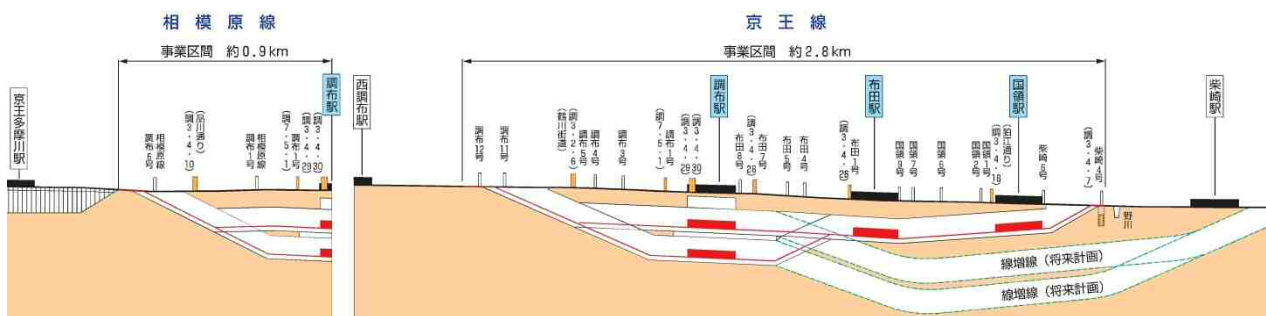 相模原線
事業区間 約0.9km
京王線
事業区間 約2.8km
京王多摩川駅
相模原線
調布6号
(品川通り)
(調3・4・10)
相模原線
調布1号
調布1号
(調7・5・1)
(調3・4・30)
(調3・4・29)
調布駅
西調布駅
調布12号
調布11号
(調3・2・6)
(鶴川街道)
調布5号
調布4号
調布3号
調布1号
(調7・5・1)
(調3・4・30)
(調3・4・29)
調布駅
布田8号
布田7号
(調3・4・28)
布田5号
布田4号
布田1号
(調3・4・26)
布田駅
国領9号
国領7号
国領6号
国領2号
国領1号
(狛江通り)
(調3・4・18)
国領駅
柴崎5号
柴崎4号
(調3・4・7)
野川
柴崎駅
線増線(将来計画)
線増線(将来計画)